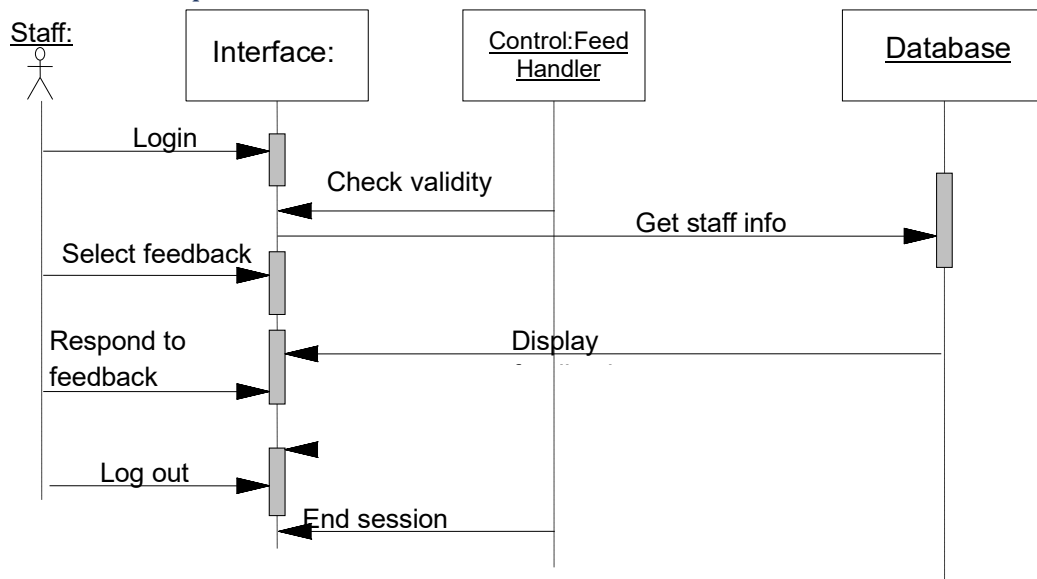 Staff:
Interface:
Control:Feed
Handler
Database
Login
Check validity
Get staff info
Select feedback
Respond to
feedback
Display
Log out
End session